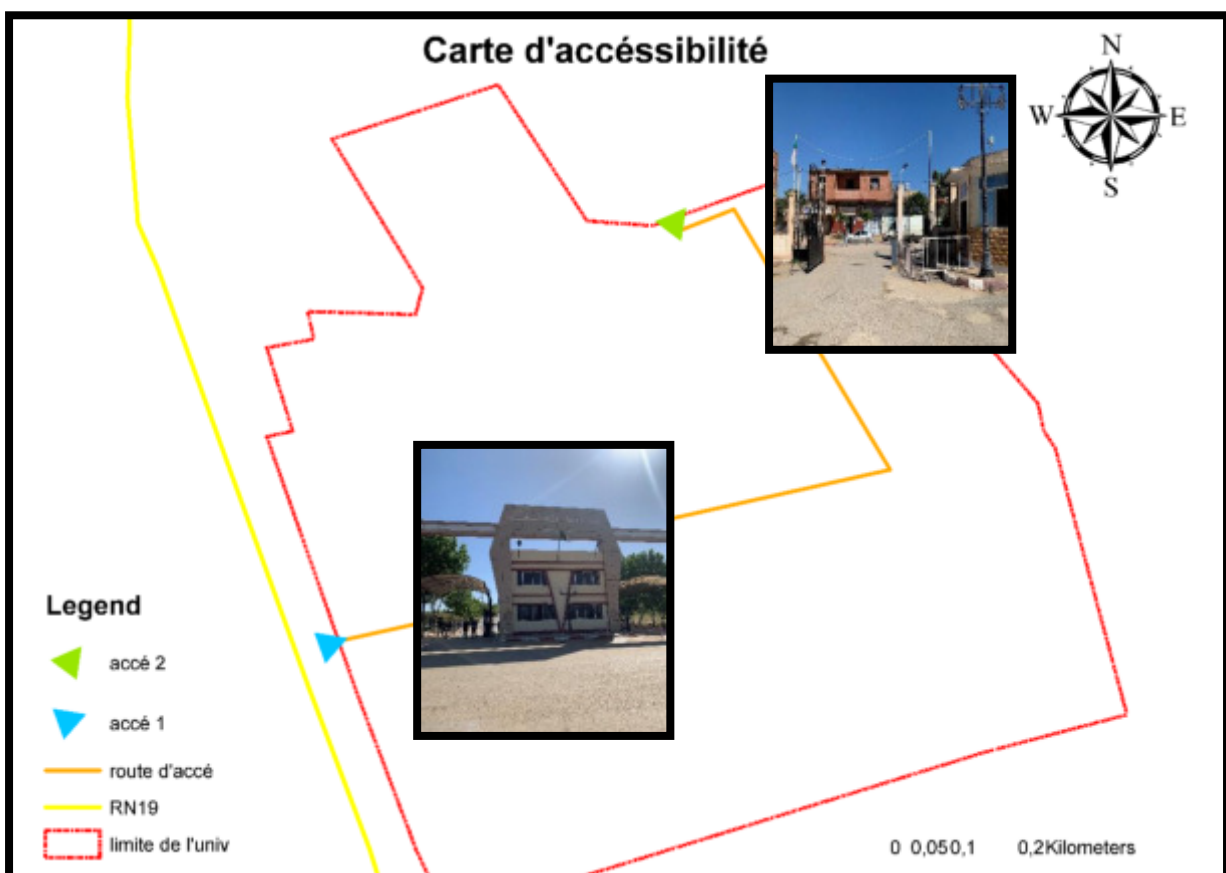 Carte d'accéssibilité
N
W
E
S
Legend
accé 2
accé 1
route d'accé
RN19
limite de l'univ
0 0,050,1 0,2Kilometers